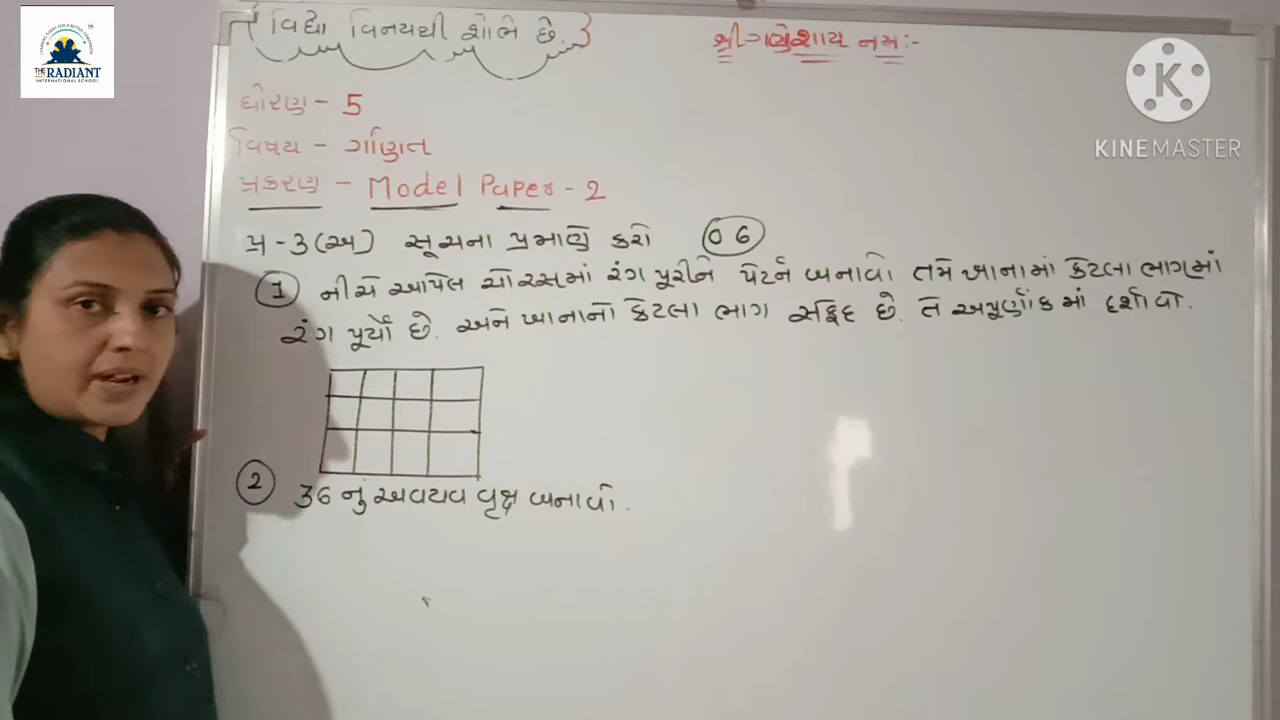 વિદ્યા વિનયથી શોભે છે.
શ્રી ગણેશાય નમઃ-
THE RADIANT
INTERNATIONAL SCHOOL
KINEMASTER
ધોરણ - 5
વિષય - ગણિત
પ્રકરણ - Model Paper - 2
પ્ર - 3 (અ) સૂચના પ્રમાણે કરો 06
1 નીચે આપેલ ચોરસમાં રંગ પૂરીને પેટર્ન બનાવો તમે ખાનામાં કેટલા ભાગમાં
રંગ પૂર્યો છે. અને ખાનાનો કેટલા ભાગ સફેદ છે. તે અપૂર્ણાંક માં દર્શાવો.
2 36 નું અવયવ વૃક્ષ બનાવો.